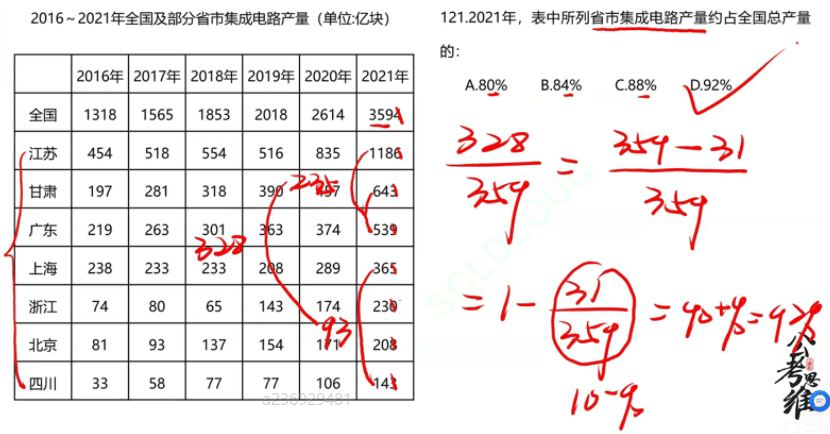 2016～2021年全国及部分省市集成电路产量（单位:亿块）
2016年 2017年 2018年 2019年 2020年 2021年
全国 1318 1565 1853 2018 2614 3594
江苏 454 518 554 516 835 1186
甘肃 197 281 318 390 457 643
广东 219 263 301 363 374 539
上海 238 233 233 208 289 365
浙江 74 80 65 143 174 230
北京 81 93 137 154 171 208
四川 33 58 77 77 106 143
235
328
93
a236929481
121.2021年，表中所列省市集成电路产量约占全国总产量
的：
A.80% B.84% C.88% D.92%
328/359 = 359-31/359
=1-31/359=90+%=92%
10-%
公考思维